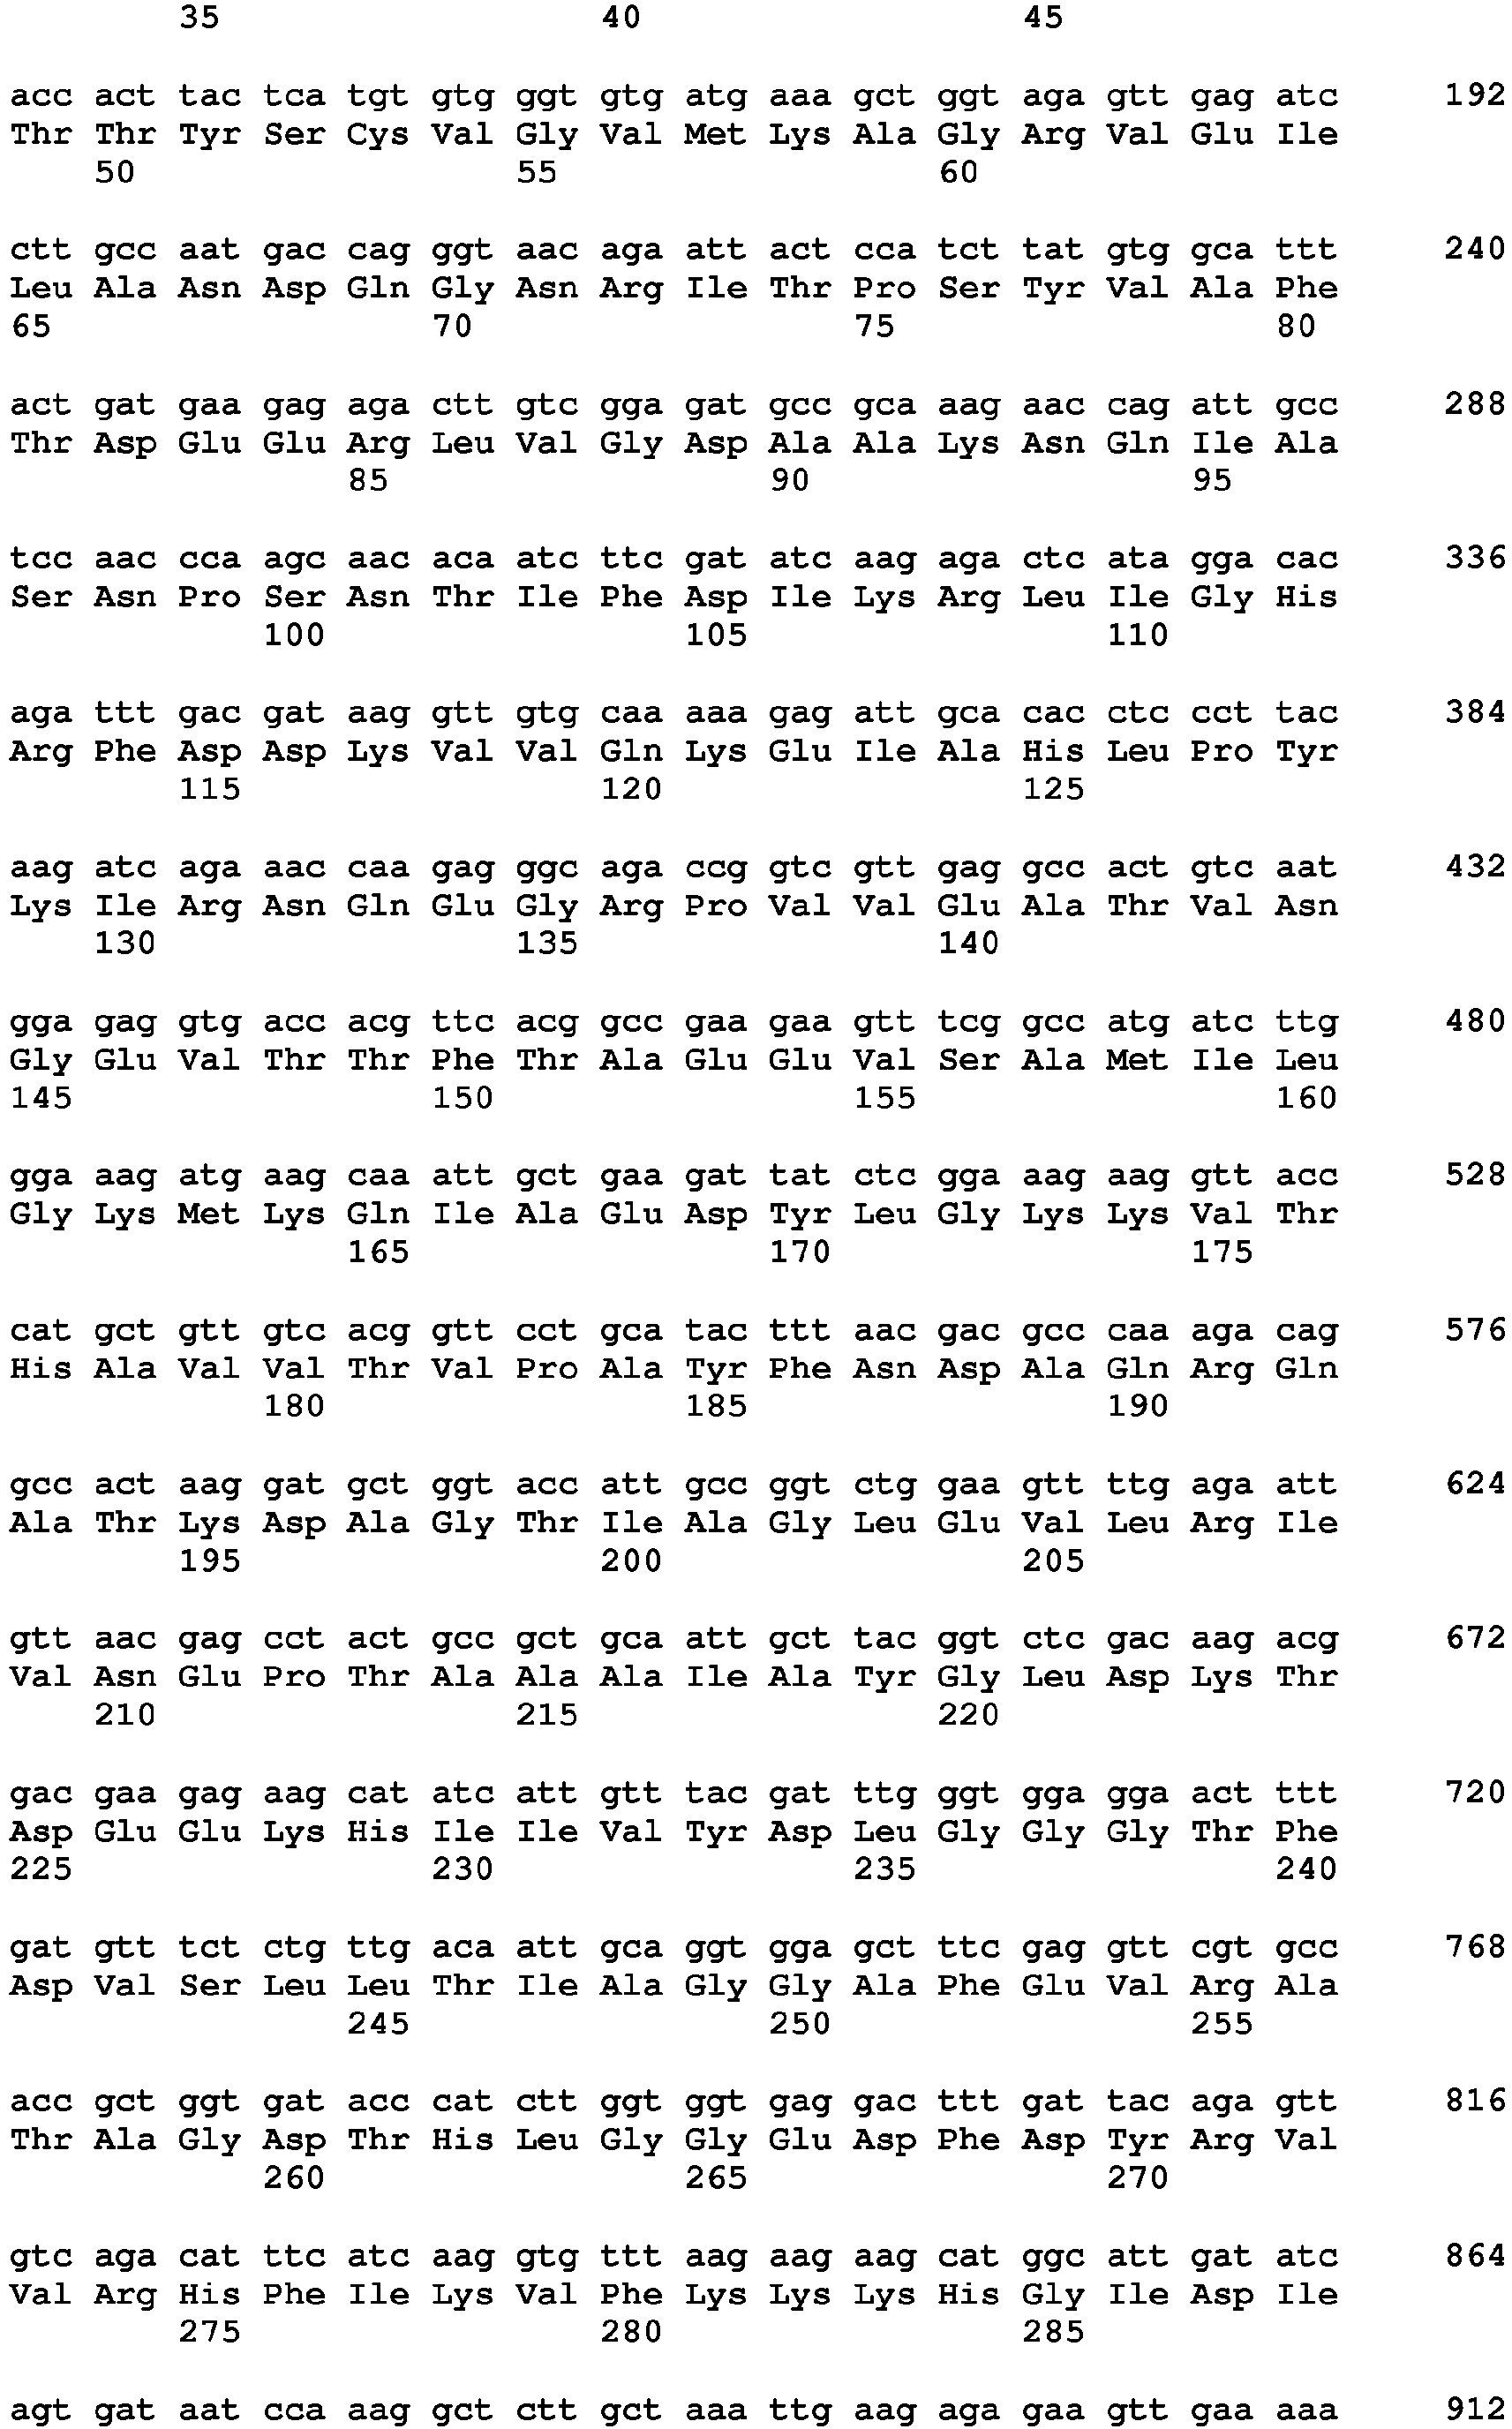 35 40 45
acc act tac tca tgt gtg ggt gtg atg aaa gct ggt aga gtt gag atc 192
Thr Thr Tyr Ser Cys Val Gly Val Met Lys Ala Gly Arg Val Glu Ile
50 55 60
ctt gcc aat gac cag ggt aac aga att act cca tct tat gtg gca ttt 240
Leu Ala Asn Asp Gln Gly Asn Arg Ile Thr Pro Ser Tyr Val Ala Phe
65 70 75 80
act gat gaa gag aga ctt gtc gga gat gcc gca aag aac cag att gcc 288
Thr Asp Glu Glu Arg Leu Val Gly Asp Ala Ala Lys Asn Gln Ile Ala
85 90 95
tcc aac cca agc aac aca atc ttc gat atc aag aga ctc ata gga cac 336
Ser Asn Pro Ser Asn Thr Ile Phe Asp Ile Lys Arg Leu Ile Gly His
100 105 110
aga ttt gac gat aag gtt gtg caa aaa gag att gca cac ctc cct tac 384
Arg Phe Asp Asp Lys Val Val Gln Lys Glu Ile Ala His Leu Pro Tyr
115 120 125
aag atc aga aac caa gag ggc aga ccg gtc gtt gag gcc act gtc aat 432
Lys Ile Arg Asn Gln Glu Gly Arg Pro Val Val Glu Ala Thr Val Asn
130 135 140
gga gag gtg acc acg ttc acg gcc gaa gaa gtt tcg gcc atg atc ttg 480
Gly Glu Val Thr Thr Phe Thr Ala Glu Glu Val Ser Ala Met Ile Leu
145 150 155 160
gga aag atg aag caa att gct gaa gat tat ctc gga aag aag gtt acc 528
Gly Lys Met Lys Gln Ile Ala Glu Asp Tyr Leu Gly Lys Lys Val Thr
165 170 175
cat gct gtt gtc acg gtt cct gca tac ttt aac gac gcc caa aga cag 576
His Ala Val Val Thr Val Pro Ala Tyr Phe Asn Asp Ala Gln Arg Gln
180 185 190
gcc act aag gat gct ggt acc att gcc ggt ctg gaa gtt ttg aga att 624
Ala Thr Lys Asp Ala Gly Thr Ile Ala Gly Leu Glu Val Leu Arg Ile
195 200 205
gtt aac gag cct act gcc gct gca att gct tac ggt ctc gac aag acg 672
Val Asn Glu Pro Thr Ala Ala Ala Ile Ala Tyr Gly Leu Asp Lys Thr
210 215 220
gac gaa gag aag cat atc att gtt tac gat ttg ggt gga gga act ttt 720
Asp Glu Glu Lys His Ile Ile Val Tyr Asp Leu Gly Gly Gly Thr Phe
225 230 235 240
gat gtt tct ctg ttg aca att gca ggt gga gct ttc gag gtt cgt gcc 768
Asp Val Ser Leu Leu Thr Ile Ala Gly Gly Ala Phe Glu Val Arg Ala
245 250 255
acc gct ggt gat acc cat ctt ggt ggt gag gac ttt gat tac aga gtt 816
Thr Ala Gly Asp Thr His Leu Gly Gly Glu Asp Phe Asp Tyr Arg Val
260 265 270
gtc aga cat ttc atc aag gtg ttt aag aag aag cat ggc att gat atc 864
Val Arg His Phe Ile Lys Val Phe Lys Lys Lys His Gly Ile Asp Ile
275 280 285
agt gat aat cca aag gct ctt gct aaa ttg aag aga gaa gtt gaa aaa 912